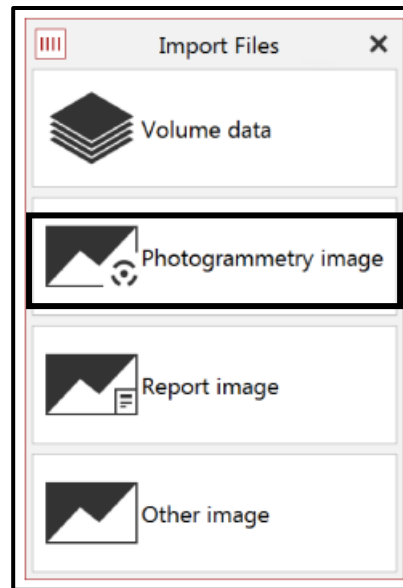 Import Files
Volume data
Photogrammetry image
Report image
Other image